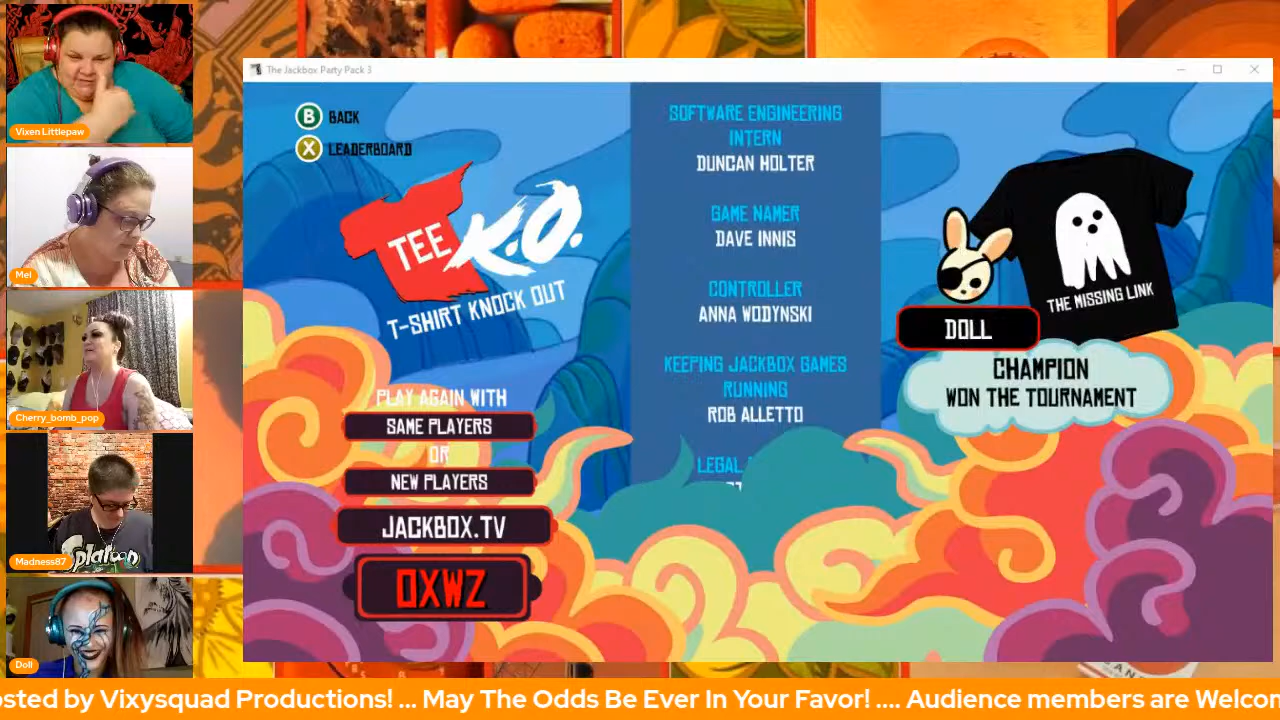 Vixen Littlepaw
Mel
Cherry_bomb_pop
Splatoon
Madness87
Doll
The Jackbox Party Pack 3
B BACK
X LEADERBOARD
TEE K.O.
T-SHIRT KNOCK OUT
PLAY AGAIN WITH
SAME PLAYERS
OR
NEW PLAYERS
JACKBOX.TV
OXWZ
SOFTWARE ENGINEERING
INTERN
DUNCAN HOLTER
GAME NAMER
DAVE INNIS
CONTROLLER
ANNA WODYNSKI
KEEPING JACKBOX GAMES
RUNNING
ROB ALLETTO
LEGAL
THE MISSING LINK
DOLL
CHAMPION
WON THE TOURNAMENT
osted by Vixysquad Productions! ... May The Odds Be Ever In Your Favor! .... Audience members are Welcon